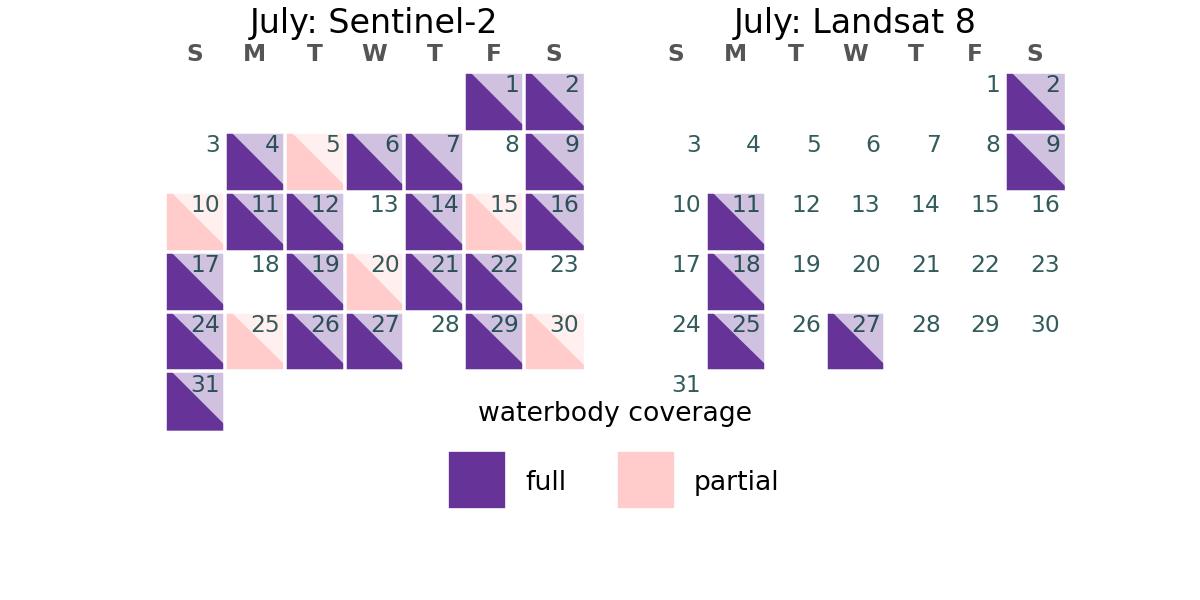 July: Sentinel-2
S M T W T F S
1 2
3 4 5 6 7 8 9
10 11 12 13 14 15 16
17 18 19 20 21 22 23
24 25 26 27 28 29 30
31
July: Landsat 8
S M T W T F S
1 2
3 4 5 6 7 8 9
10 11 12 13 14 15 16
17 18 19 20 21 22 23
24 25 26 27 28 29 30
31
waterbody coverage
full partial